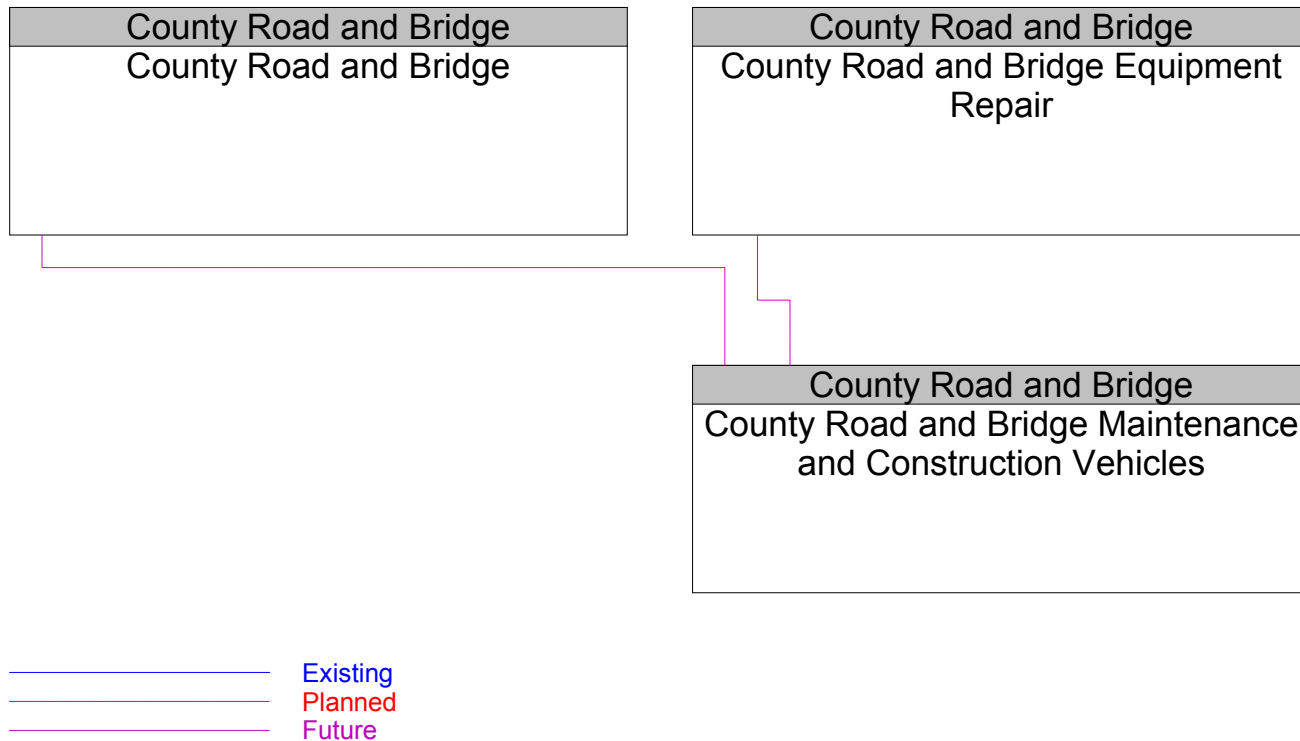 County Road and Bridge
County Road and Bridge
County Road and Bridge
County Road and Bridge Equipment
Repair
County Road and Bridge
County Road and Bridge Maintenance
and Construction Vehicles
Existing
Planned
Future